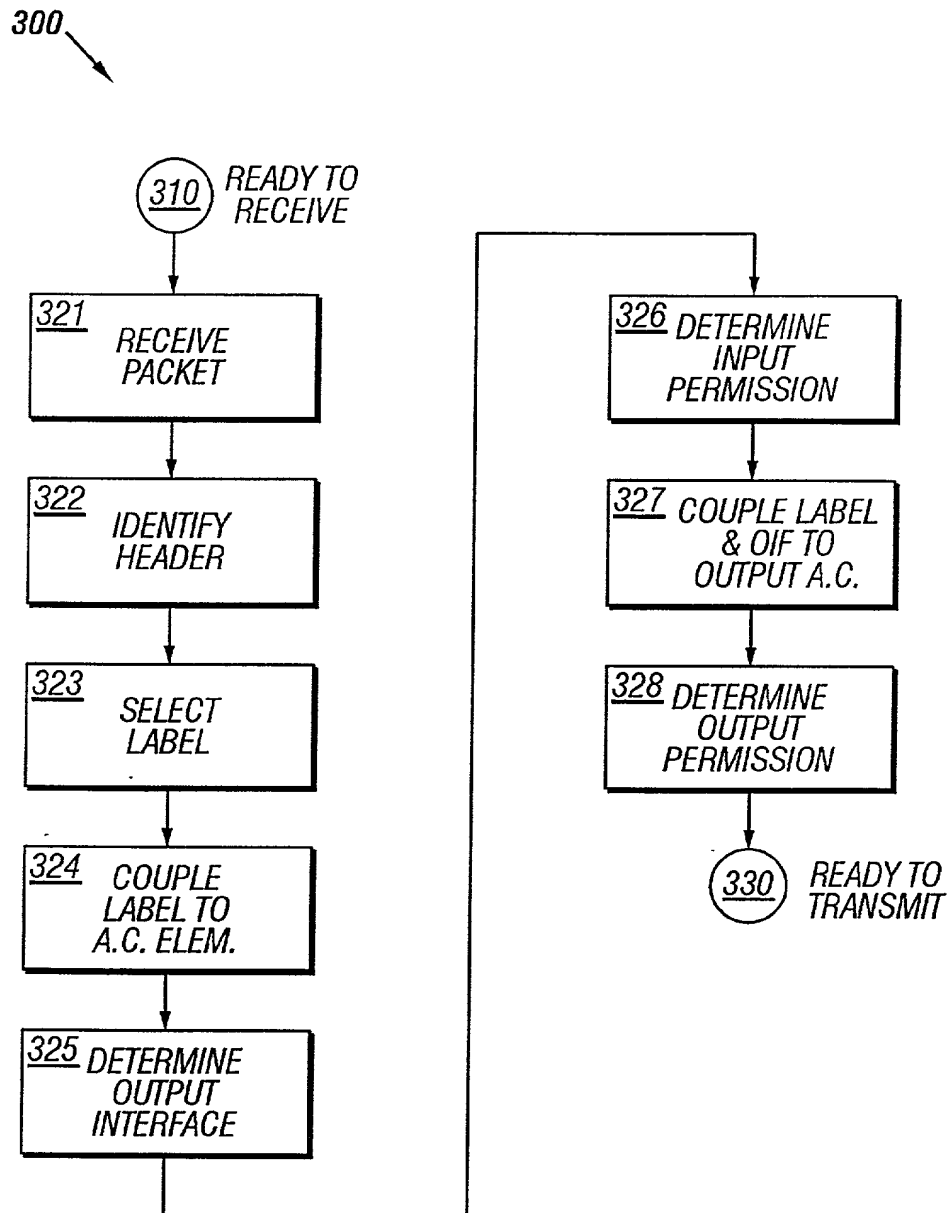 300
310
READY TO
RECEIVE
321
RECEIVE
PACKET
322
IDENTIFY
HEADER
323
SELECT
LABEL
324
COUPLE
LABEL TO
A.C. ELEM.
325
DETERMINE
OUTPUT
INTERFACE
326
DETERMINE
INPUT
PERMISSION
327
COUPLE LABEL
& OIF TO
OUTPUT A.C.
328
DETERMINE
OUTPUT
PERMISSION
330
READY TO
TRANSMIT